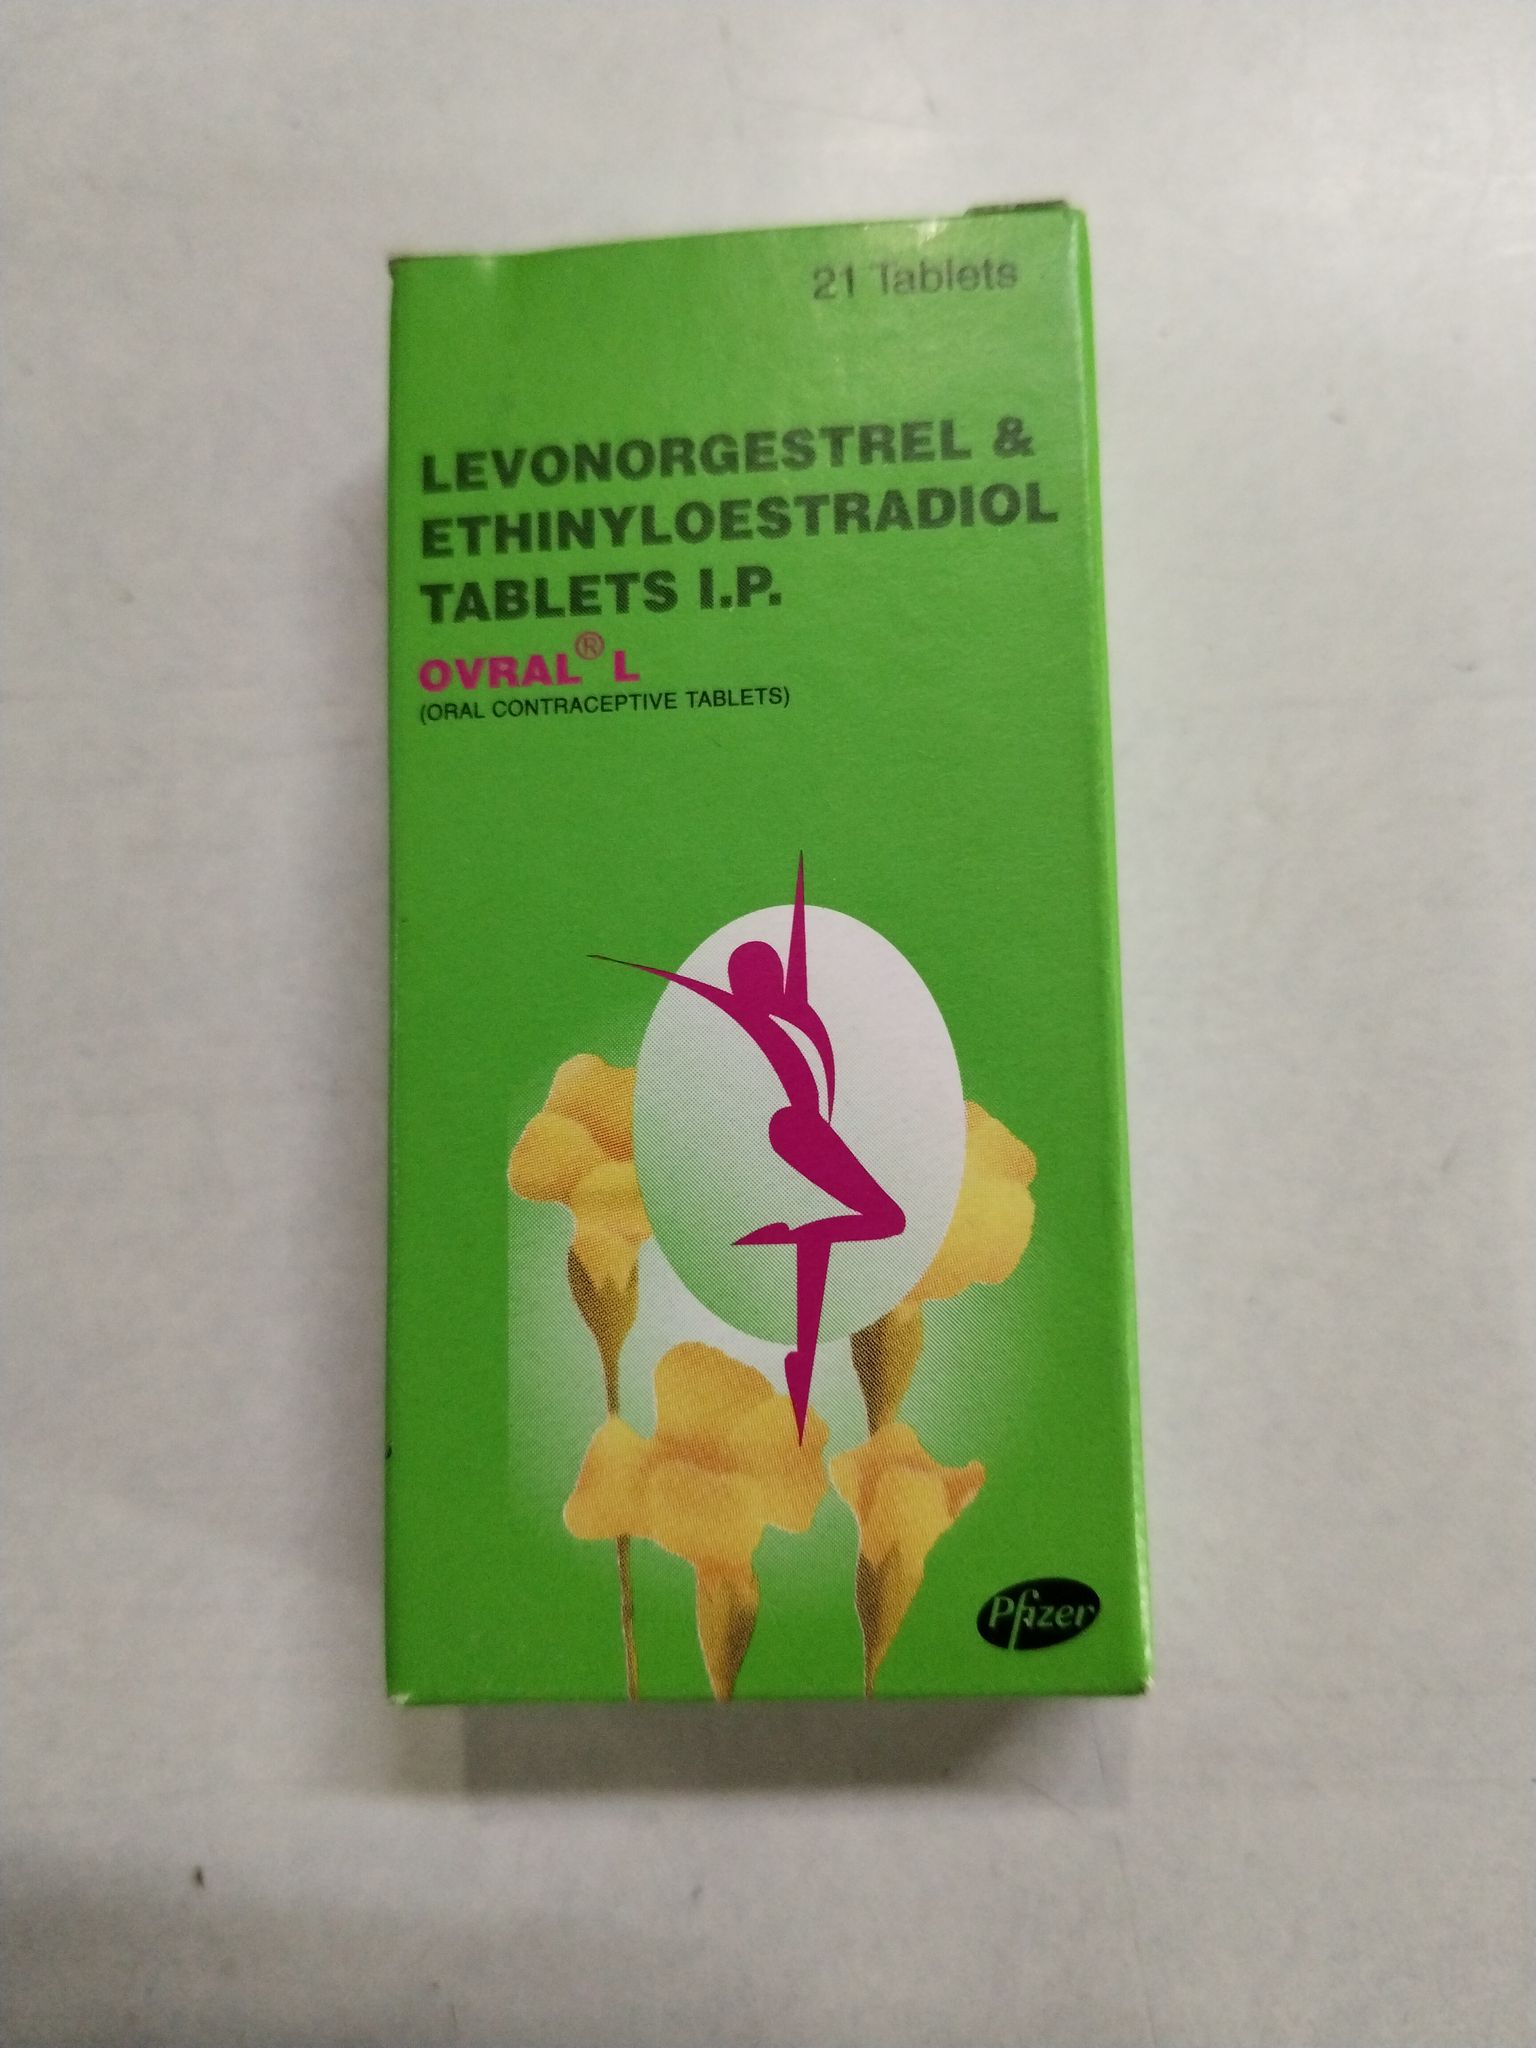 21 Tablets
LEVONORGESTREL &
ETHINYLOESTRADIOL
TABLETS I.P.
OVRAL® L
(ORAL CONTRACEPTIVE TABLETS)
Pfizer